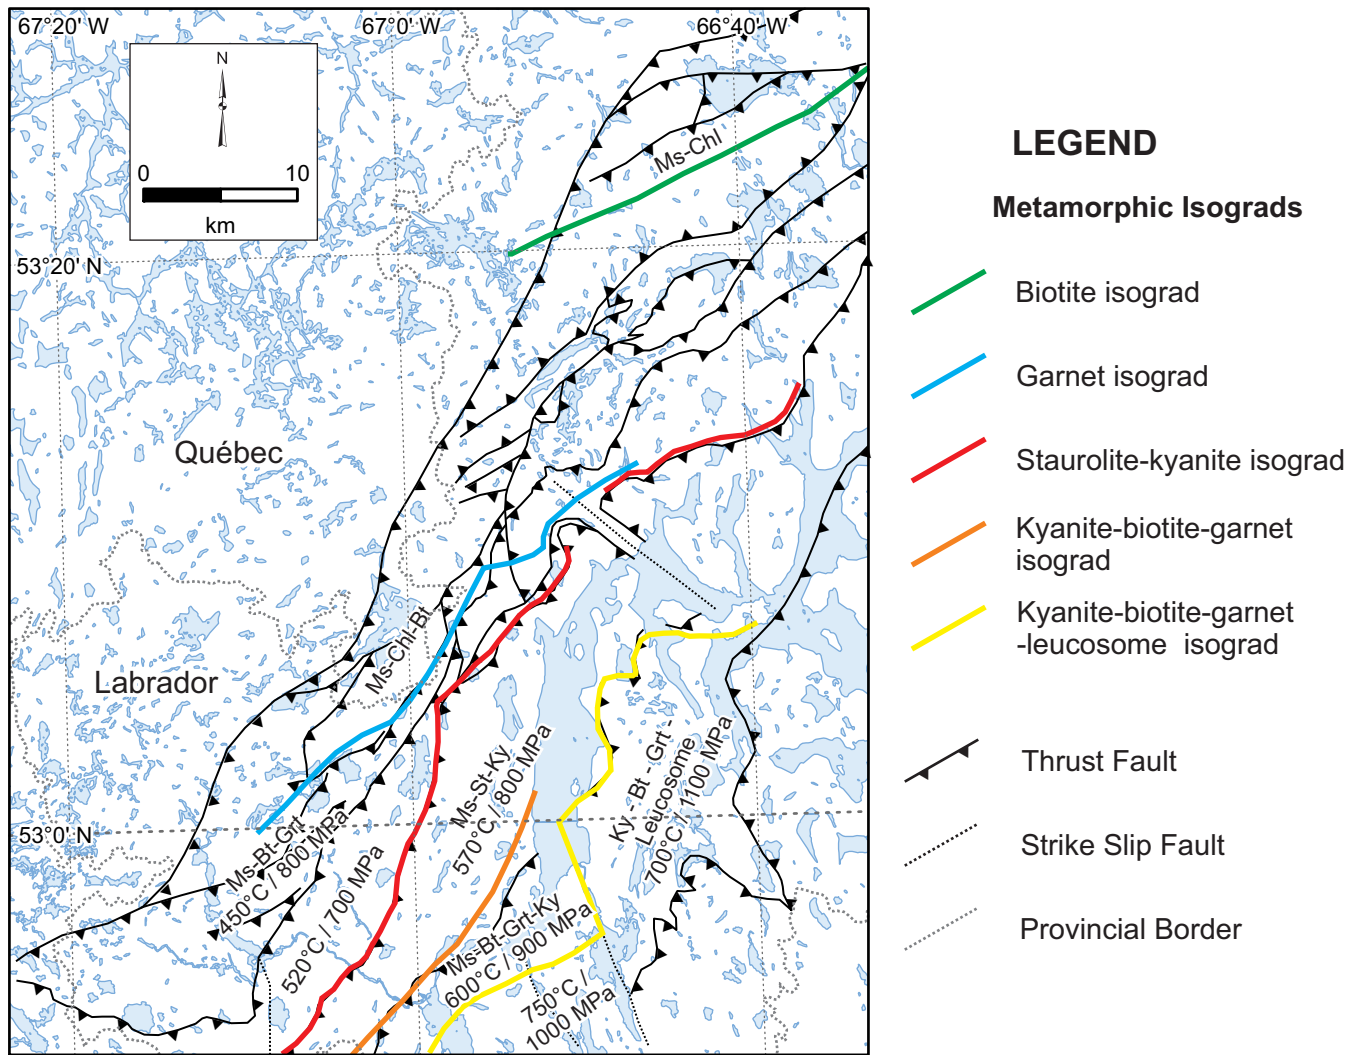 67°20' W
67°0' W
66°40' W
N
0
10
km
Ms-Chl
53°20' N
Québec
Labrador
Ms-Chl-Bt
53°0' N
Ms-Bt-Grt
450°C / 800 MPa
520°C / 700 MPa
Ms-St-Ky
570°C / 800 MPa
Ms-Bt-Grt-Ky
600°C / 900 MPa
Ky - Bt - Grt -
Leucosome
700°C / 1100 MPa
750°C /
1000 MPa
LEGEND
Metamorphic Isograds
Biotite isograd
Garnet isograd
Staurolite-kyanite isograd
Kyanite-biotite-garnet
isograd
Kyanite-biotite-garnet
-leucosome isograd
Thrust Fault
Strike Slip Fault
Provincial Border